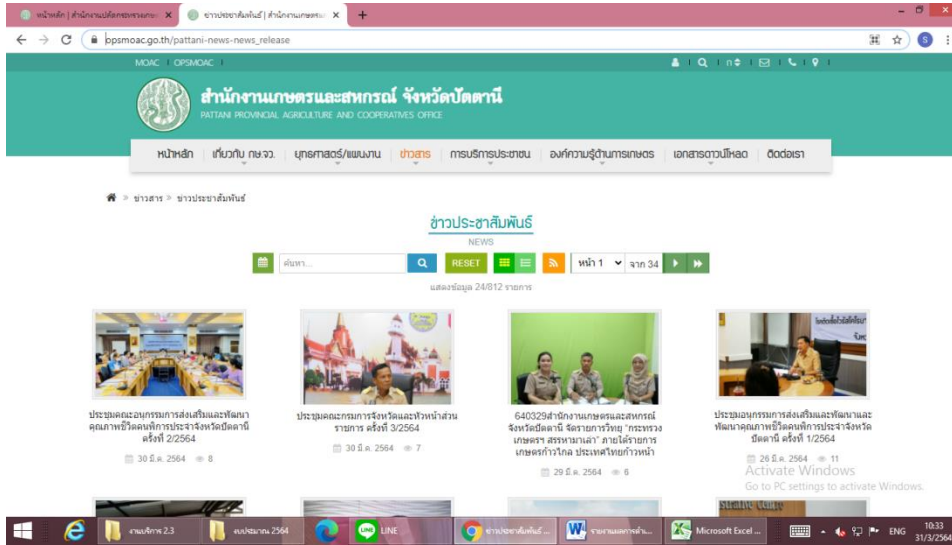 หน้าหลัก | สำนักงานปลัดกระทรวงเกษ
ข่าวประชาสัมพันธ์ | สำนักงานเกษตรแ
opsmoac.go.th/pattani-news-news_release
MOAC | OPSMOAC |
ก
สำนักงานเกษตรและสหกรณ์ จังหวัดปัตตานี
PATTANI PROVINCIAL AGRICULTURE AND COOPERATIVES OFFICE
หน้าหลัก เกี่ยวกับ กษ.จว. ยุทธศาสตร์/แผนงาน ข่าวสาร การบริการประชาชน องค์ความรู้ด้านการเกษตร เอกสารดาวน์โหลด ติดต่อเรา
» ข่าวสาร » ข่าวประชาสัมพันธ์
ข่าวประชาสัมพันธ์
NEWS
ค้นหา... RESET หน้า 1 จาก 34
แสดงข้อมูล 24/812 รายการ
ประชุมคณะอนุกรรมการส่งเสริมและพัฒนา
คุณภาพชีวิตคนพิการประจำจังหวัดปัตตานี
ครั้งที่ 2/2564
30 มี.ค. 2564 8
ประชุมคณะกรมการจังหวัดและหัวหน้าส่วน
ราชการ ครั้งที่ 3/2564
30 มี.ค. 2564 7
640329สำนักงานเกษตรและสหกรณ์
จังหวัดปัตตานี จัดรายการวิทยุ "กระทรวง
เกษตรฯ สรรหามาเล่า" ภายใต้รายการ
เกษตรก้าวไกล ประเทศไทยก้าวหน้า
29 มี.ค. 2564 6
ประชุมอนุกรรมการส่งเสริมและพัฒนาและ
พัฒนาคุณภาพชีวิตคนพิการประจำจังหวัด
ปัตตานี ครั้งที่ 1/2564
26 มี.ค. 2564 11
Activate Windows
Go to PC settings to activate Windows.
งานบริหาร 2.3
งบประมาณ 2564
LINE
ข่าวประชาสัมพันธ์...
รายงานผลการดำเ...
Microsoft Excel ...
ENG
10:33
31/3/2564